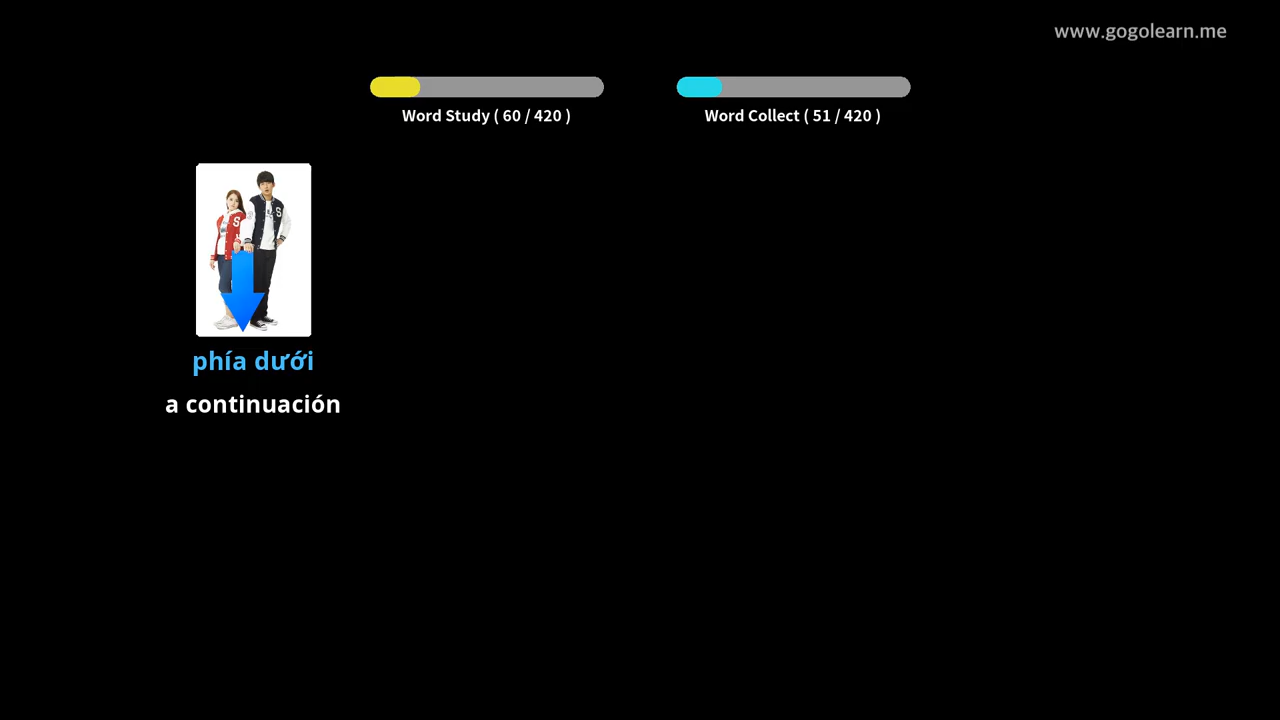 www.gogolearn.me
Word Study ( 60 / 420 )
Word Collect ( 51 / 420 )
S
S
phía dưới
a continuación